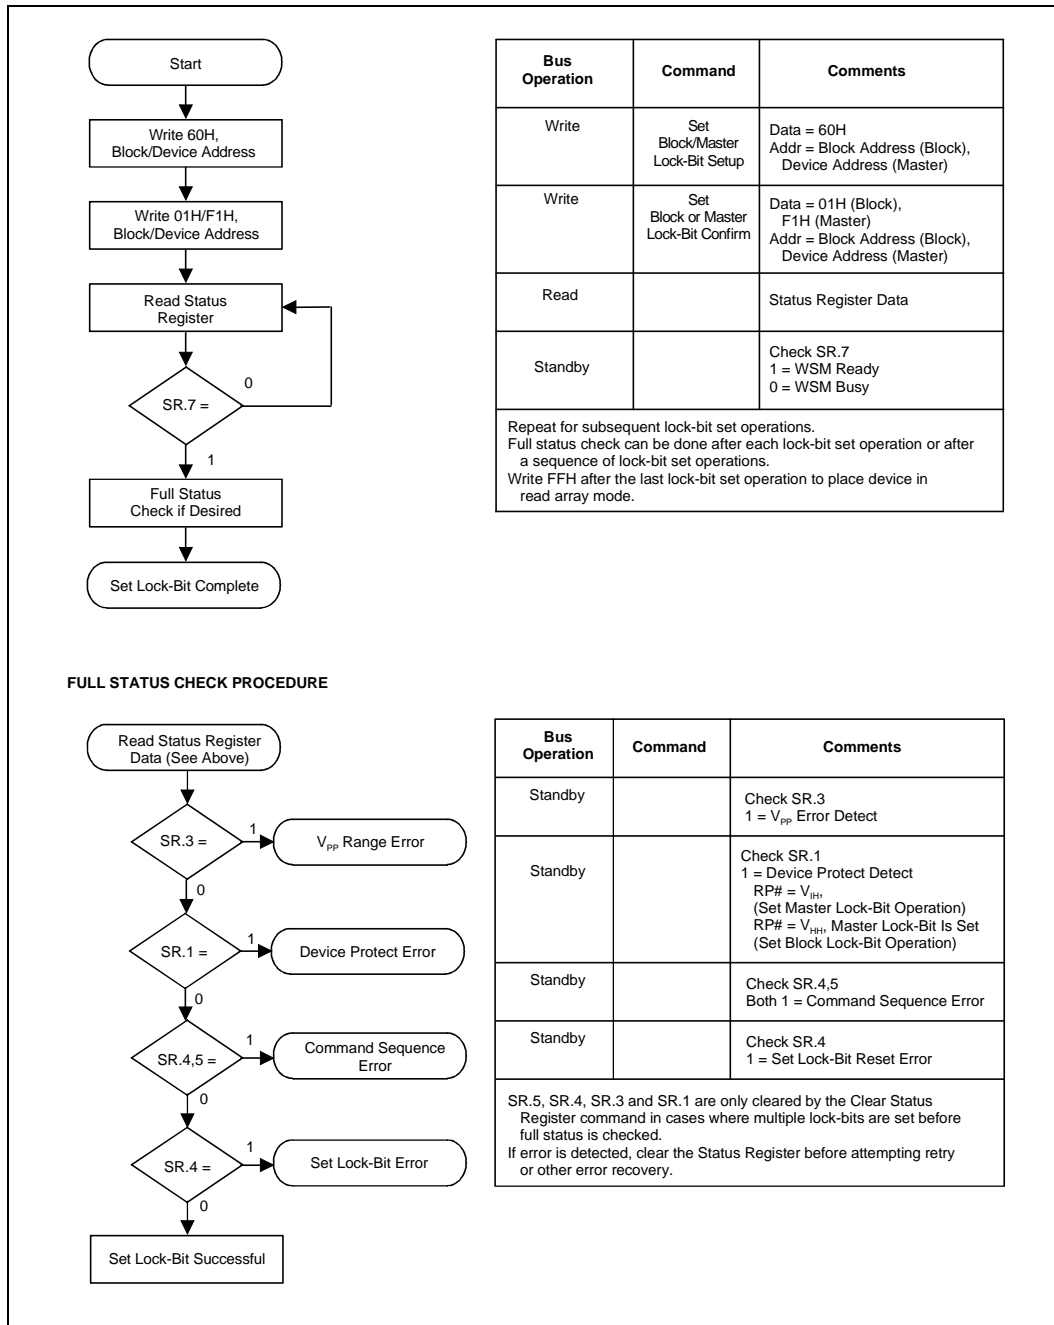 Start
Write 60H,
Block/Device Address
Write 01H/F1H,
Block/Device Address
Read Status
Register
SR.7 =
0
1
Full Status
Check if Desired
Set Lock-Bit Complete
Bus
Operation
Command
Comments
Write
Set
Block/Master
Lock-Bit Setup
Data = 60H
Addr = Block Address (Block),
Device Address (Master)
Write
Set
Block or Master
Lock-Bit Confirm
Data = 01H (Block),
F1H (Master)
Addr = Block Address (Block),
Device Address (Master)
Read
Status Register Data
Standby
Check SR.7
1 = WSM Ready
0 = WSM Busy
Repeat for subsequent lock-bit set operations.
Full status check can be done after each lock-bit set operation or after
a sequence of lock-bit set operations.
Write FFH after the last lock-bit set operation to place device in
read array mode.
FULL STATUS CHECK PROCEDURE
Read Status Register
Data (See Above)
SR.3 =
1
VPP Range Error
0
SR.1 =
1
Device Protect Error
0
SR.4,5 =
1
Command Sequence
Error
0
SR.4 =
1
Set Lock-Bit Error
0
Set Lock-Bit Successful
Bus
Operation
Command
Comments
Standby
Check SR.3
1 = VPP Error Detect
Standby
Check SR.1
1 = Device Protect Detect
RP# = VIH,
(Set Master Lock-Bit Operation)
RP# = VHH, Master Lock-Bit Is Set
(Set Block Lock-Bit Operation)
Standby
Check SR.4,5
Both 1 = Command Sequence Error
Standby
Check SR.4
1 = Set Lock-Bit Reset Error
SR.5, SR.4, SR.3 and SR.1 are only cleared by the Clear Status
Register command in cases where multiple lock-bits are set before
full status is checked.
If error is detected, clear the Status Register before attempting retry
or other error recovery.